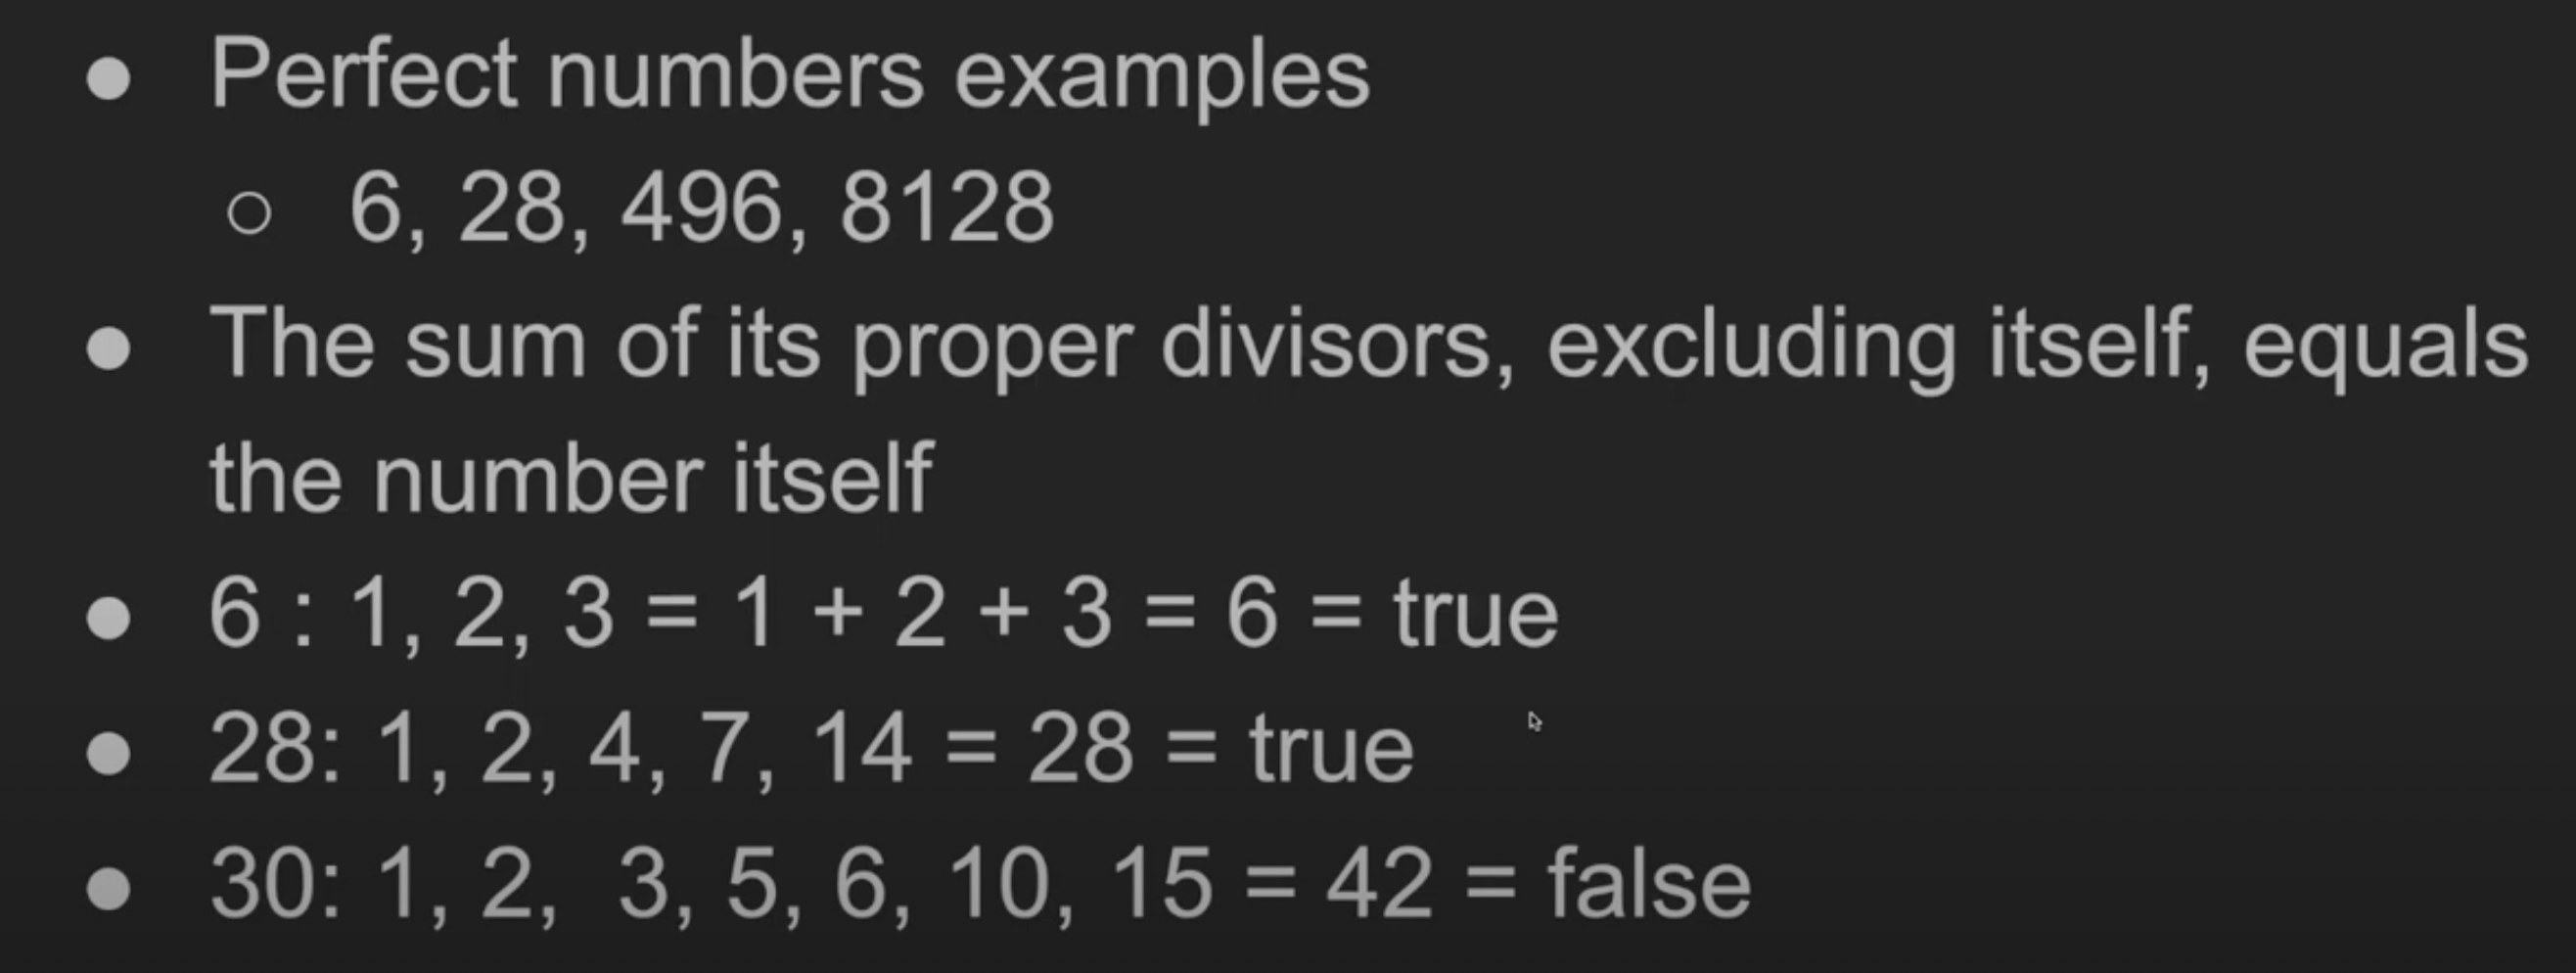 ● Perfect numbers examples
○ 6, 28, 496, 8128
● The sum of its proper divisors, excluding itself, equals
the number itself
● 6 : 1, 2, 3 = 1 + 2 + 3 = 6 = true
● 28: 1, 2, 4, 7, 14 = 28 = true
● 30: 1, 2,  3, 5, 6, 10, 15 = 42 = false